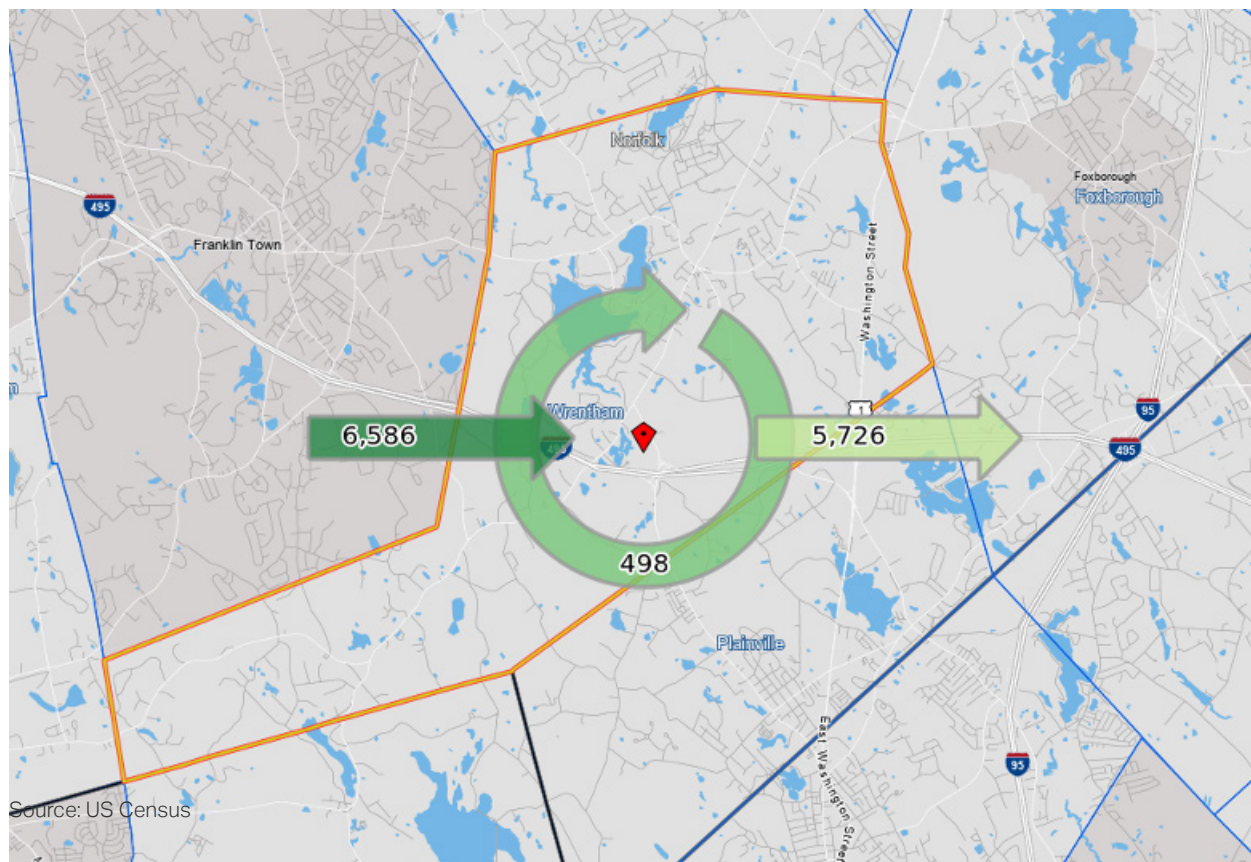 Norfolk
Foxborough
Foxborough
495
Franklin Town
Washington Street
Wrentham
1
95
6,586
495
5,726
495
498
Plainville
East Washington Street
95
Source: US Census